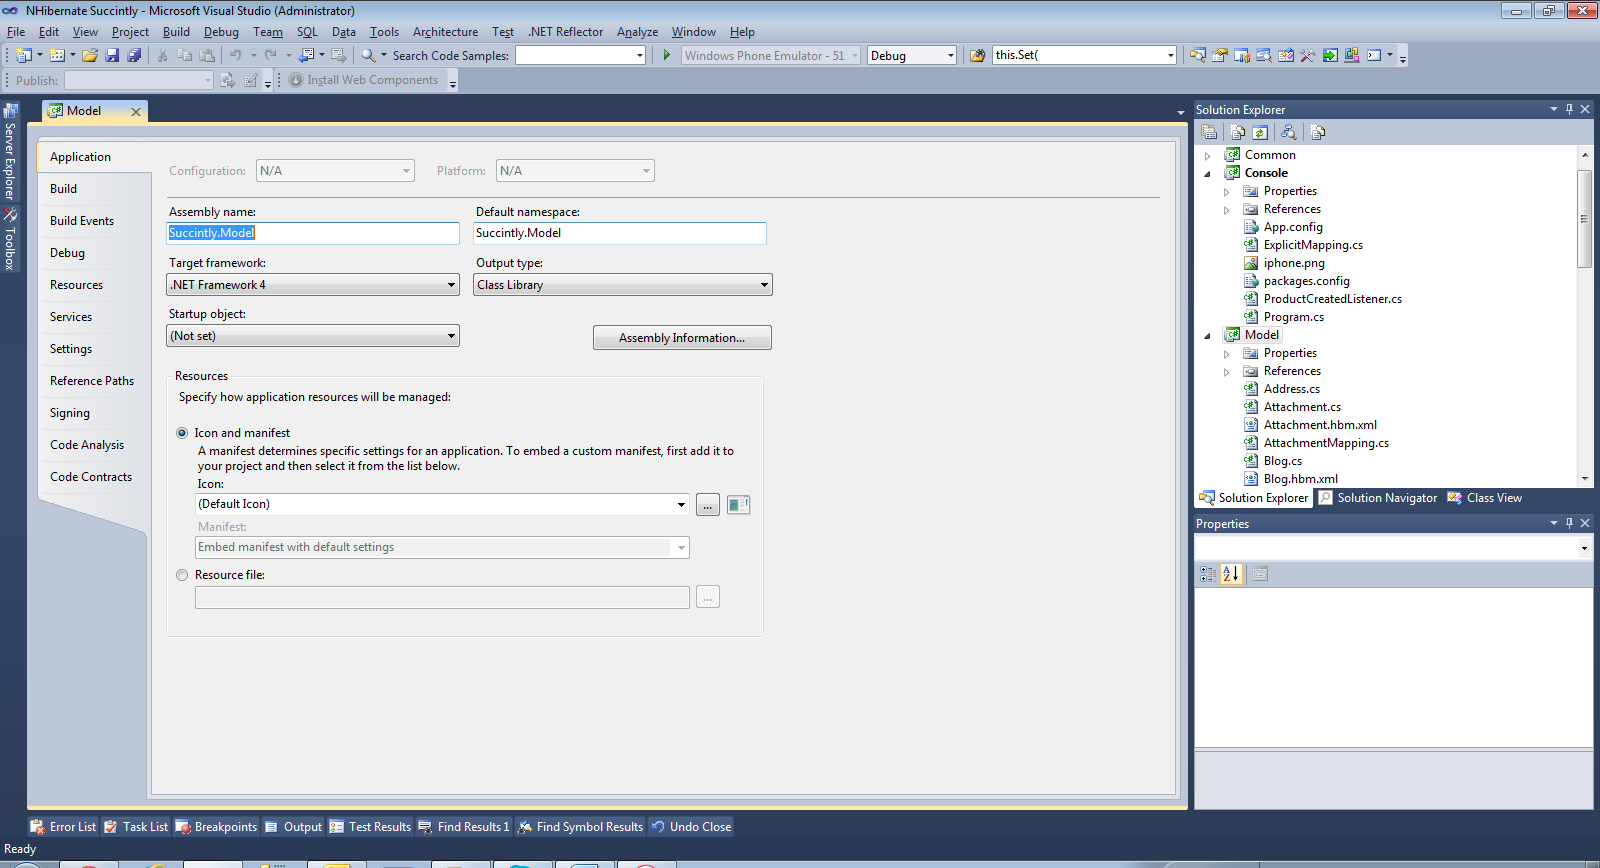 NHibernate Succintly - Microsoft Visual Studio (Administrator)
File Edit View Project Build Debug Team SQL Data Tools Architecture Test .NET Reflector Analyze Window Help
Search Code Samples: Windows Phone Emulator - 51 Debug this.Set(
Publish: Install Web Components
Server Explorer
Toolbox
Model
Application
Build
Build Events
Debug
Resources
Services
Settings
Reference Paths
Signing
Code Analysis
Code Contracts
Configuration: N/A Platform: N/A
Assembly name: Default namespace:
Succintly.Model Succintly.Model
Target framework: Output type:
.NET Framework 4 Class Library
Startup object:
(Not set) Assembly Information...
Resources
Specify how application resources will be managed:
Icon and manifest
A manifest determines specific settings for an application. To embed a custom manifest, first add it to
your project and then select it from the list below.
Icon:
(Default Icon) ...
Manifest:
Embed manifest with default settings
Resource file:
...
Solution Explorer
Common
Console
Properties
References
App.config
ExplicitMapping.cs
iphone.png
packages.config
ProductCreatedListener.cs
Program.cs
Model
Properties
References
Address.cs
Attachment.cs
Attachment.hbm.xml
AttachmentMapping.cs
Blog.cs
Blog.hbm.xml
Solution Explorer Solution Navigator Class View
Properties
Error List Task List Breakpoints Output Test Results Find Results 1 Find Symbol Results Undo Close
Ready